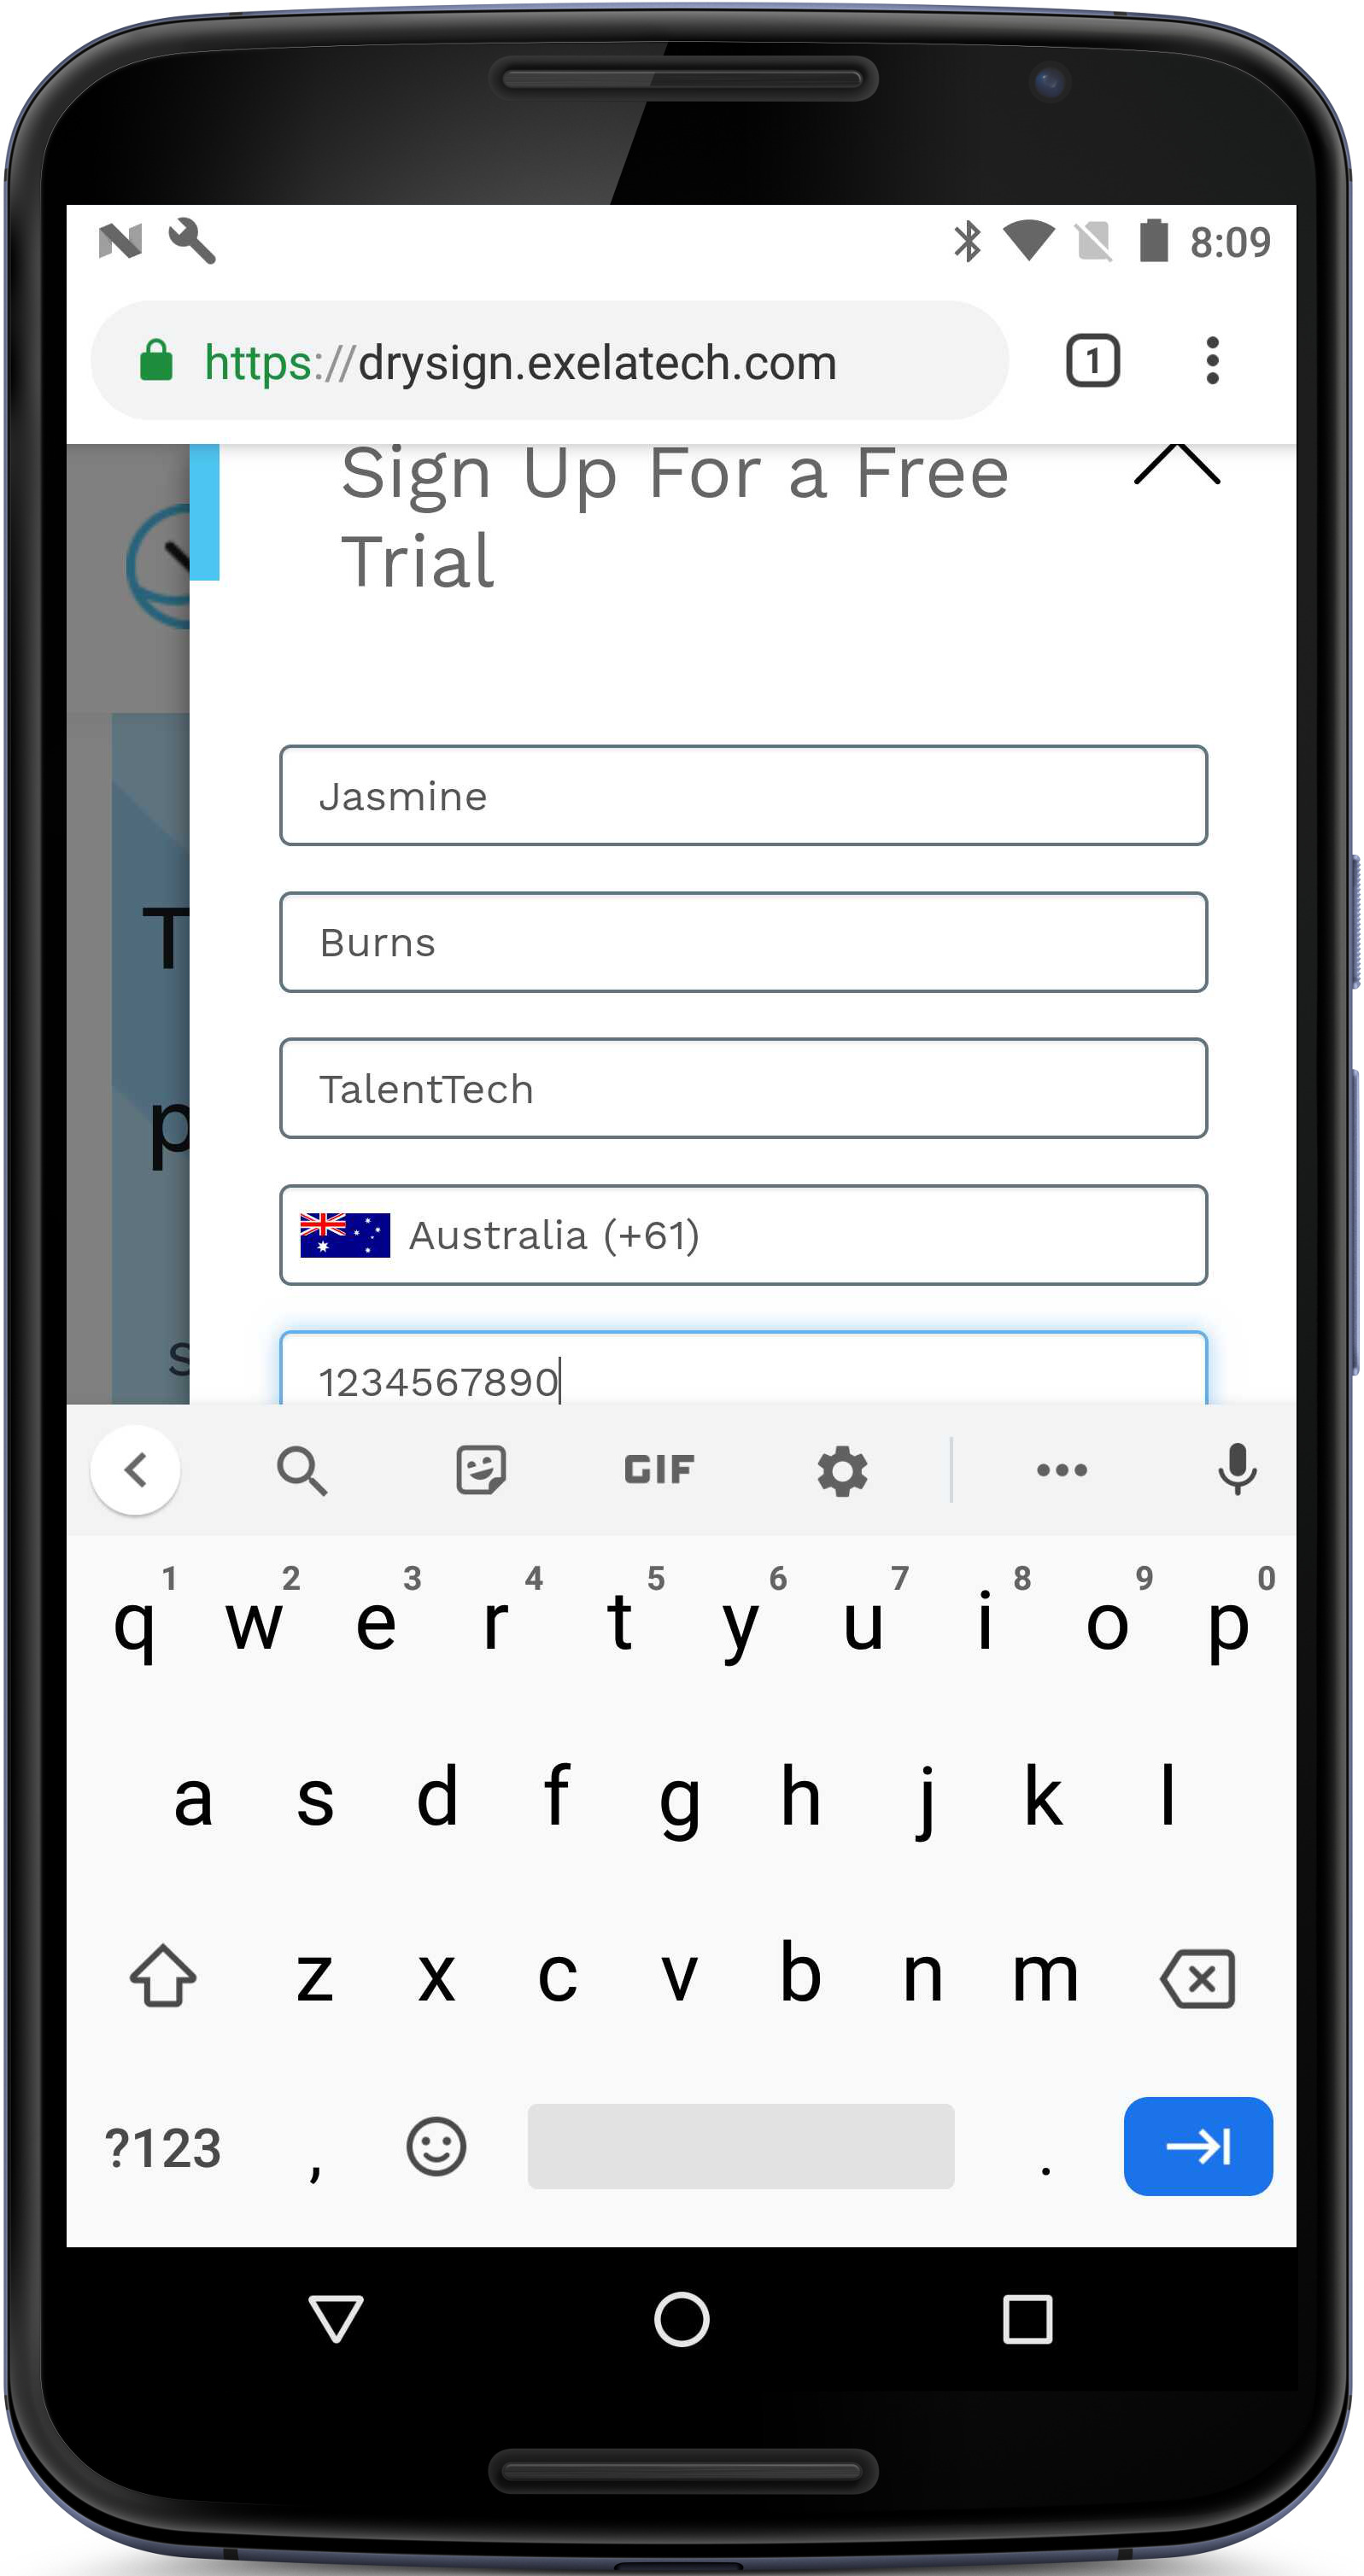 8:09
https://drysign.exelatech.com 1
Sign Up For a Free
Trial
Jasmine
T
Burns
TalentTech
p
Australia (+61)
s
1234567890
GIF
1 2 3 4 5 6 7 8 9 0
q w e r t y u i o p
a s d f g h j k l
z x c v b n m
?123 , .